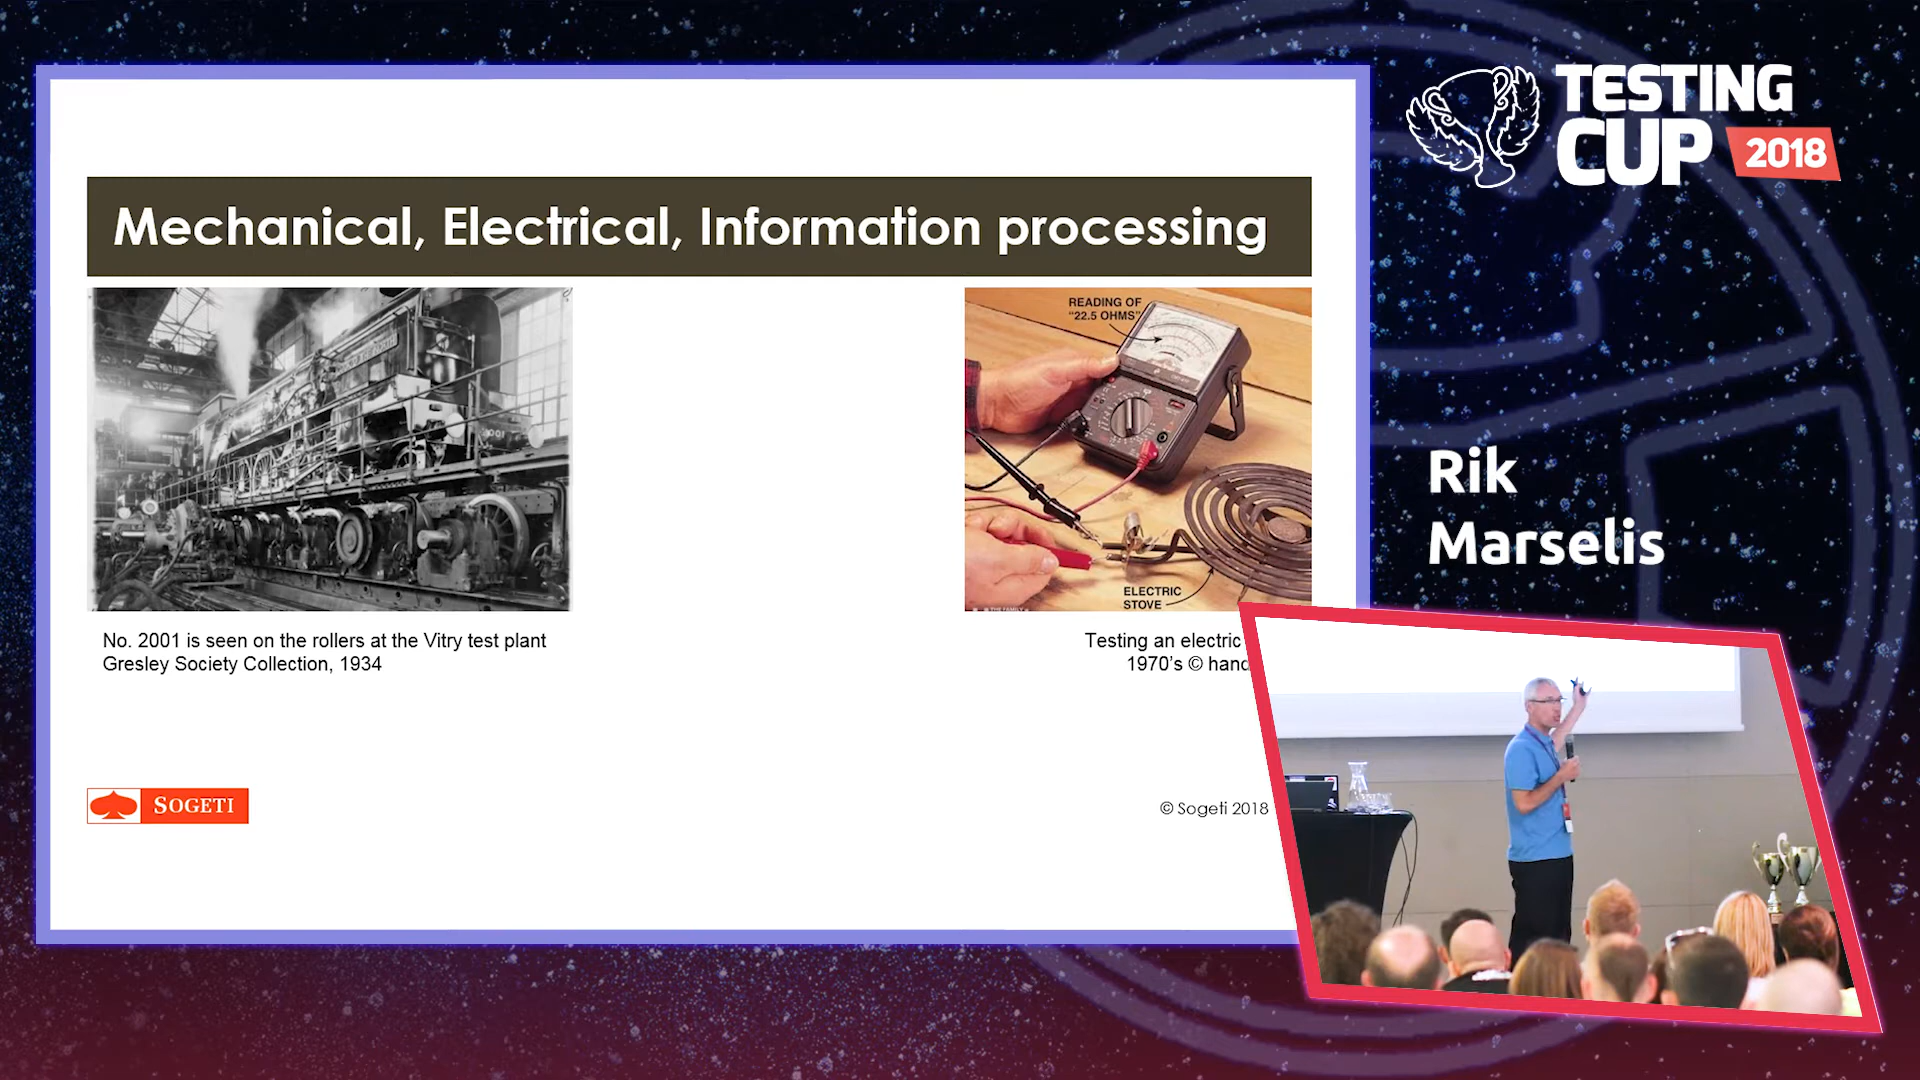 TESTING
CUP 2018
Mechanical, Electrical, Information processing
READING OF
“22.5 OHMS”
ELECTRIC
STOVE
No. 2001 is seen on the rollers at the Vitry test plant
Gresley Society Collection, 1934
Testing an electric
1970’s © hand
SOGETI
© Sogeti 2018
Rik
Marselis